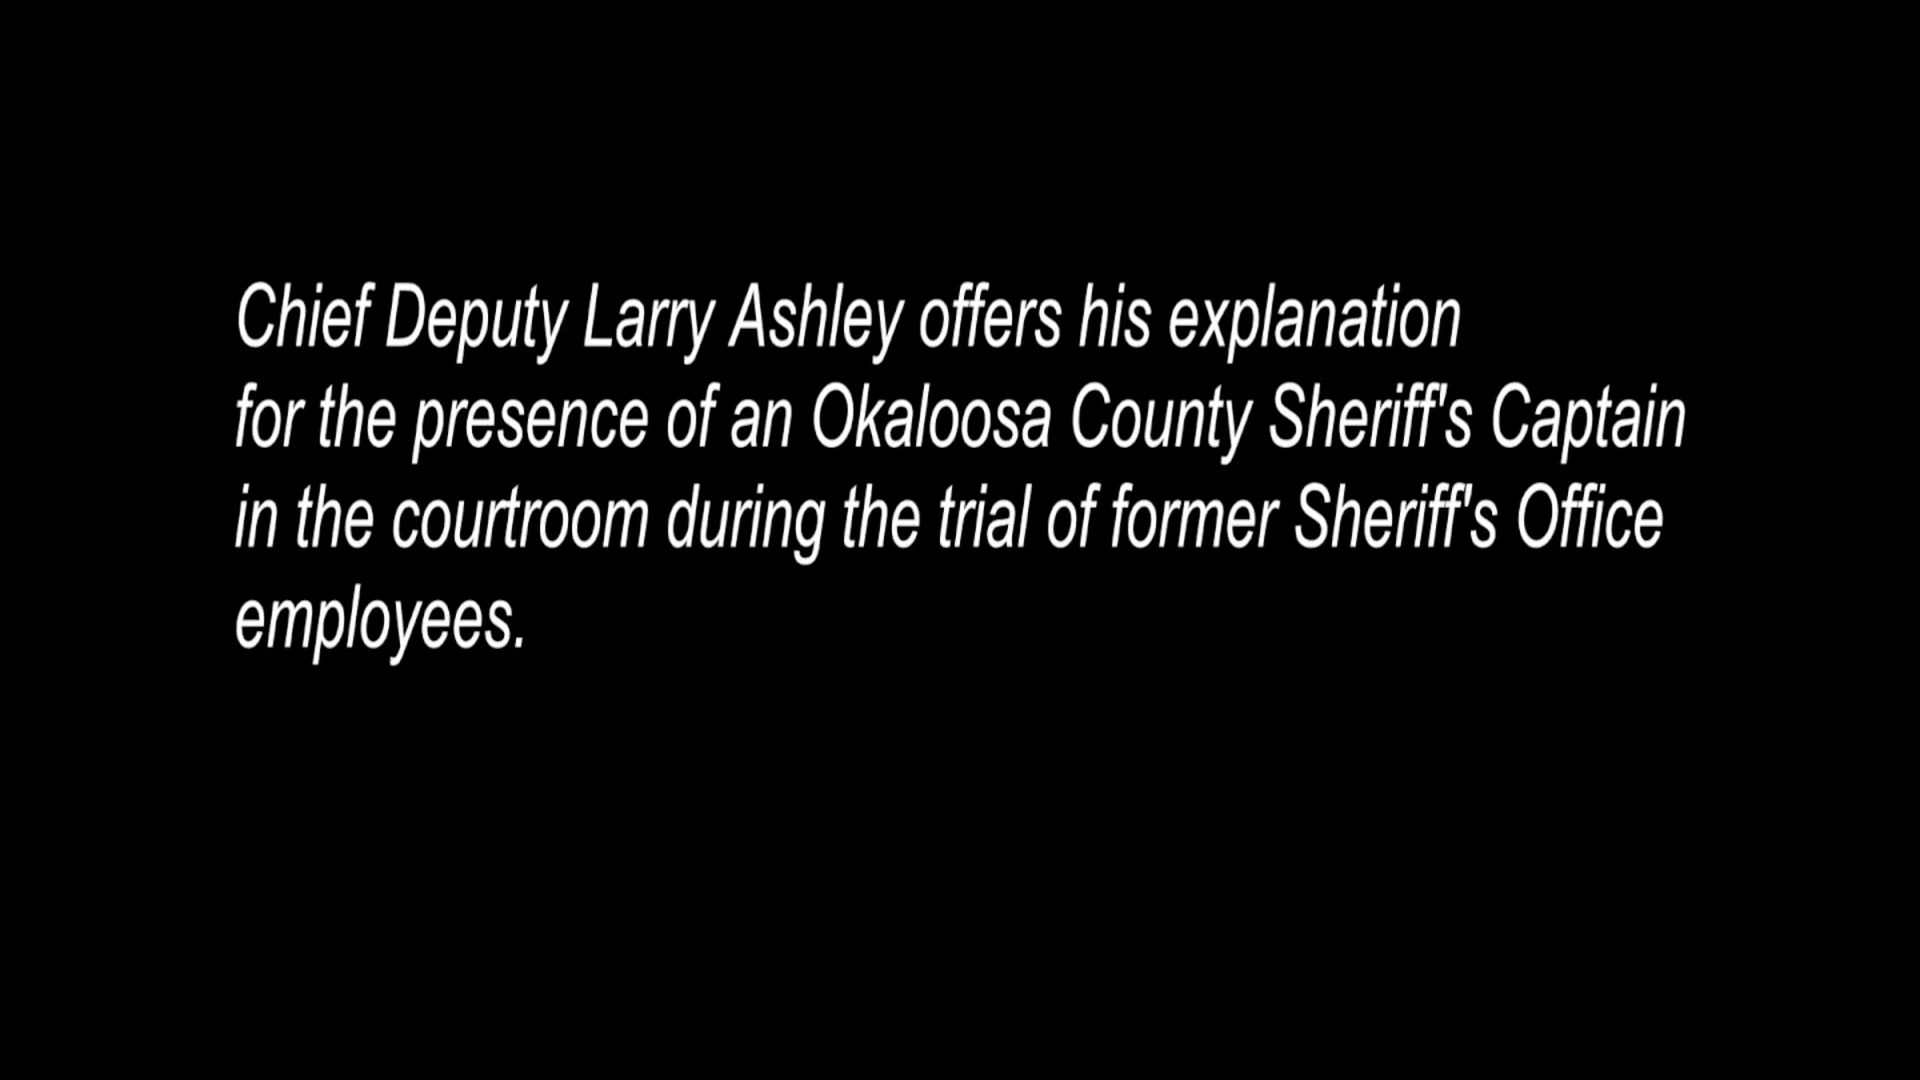 Chief Deputy Larry Ashley offers his explanation
for the presence of an Okaloosa County Sheriff's Captain
in the courtroom during the trial of former Sheriff's Office
employees.